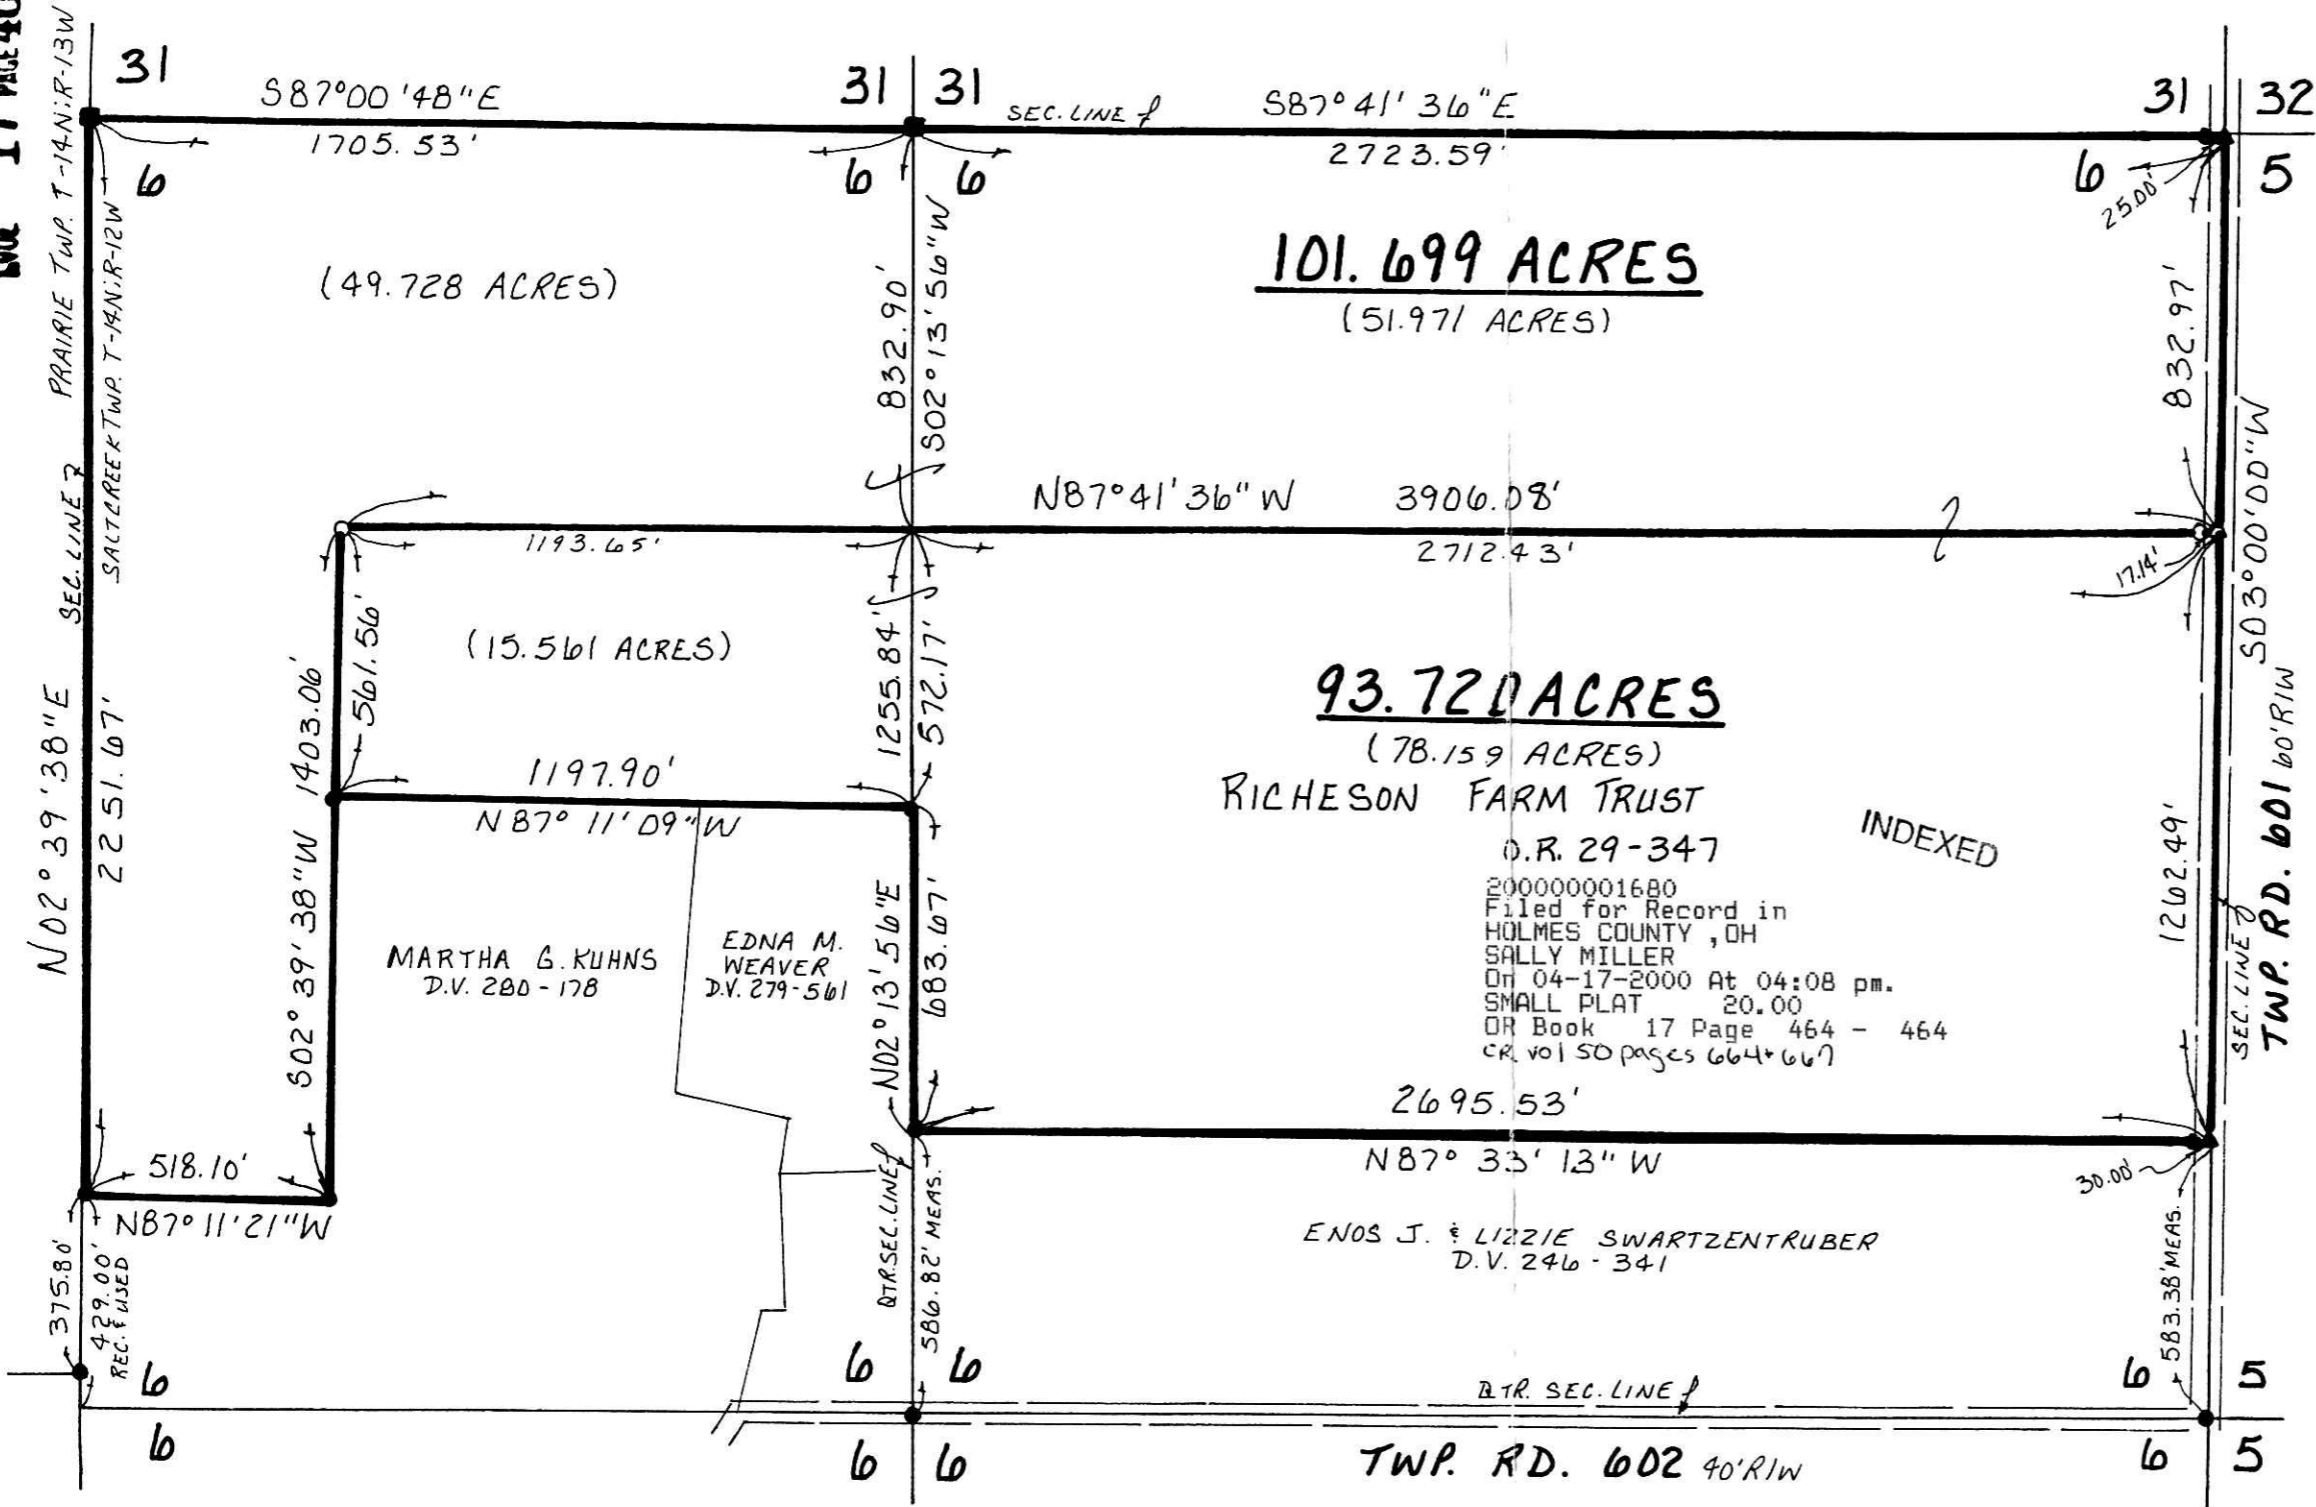 31
S87°00'48"E
1705.53'
31
31
SEC. LINE
S87°41'36"E
2723.59'
31
32
6
6
6
6
5
25.00'
PRAIRIE TWP. T-14N; R-13W
SALTCREEK TWP. T-14N; R-12W
SEC. LINE
(49.728 ACRES)
832.90'
S02°13'56"W
101.699 ACRES
(51.971 ACRES)
832.97'
S03°00'00"W
N87°41'36"W 3906.08'
1193.65'
2712.43'
17.14'
N02°39'38"E
2251.67'
1403.06'
561.56'
(15.561 ACRES)
1255.84'
572.17'
93.720 ACRES
(78.159 ACRES)
RICHESON FARM TRUST
O.R. 29-347
INDEXED
200000001680
Filed for Record in
HOLMES COUNTY ,OH
SALLY MILLER
On 04-17-2000 At 04:08 pm.
SMALL PLAT 20.00
OR Book 17 Page 464 - 464
CR vol 50 pages 664+667
1197.90'
N87°11'09"W
S02°39'38"W
MARTHA G. KUHNS
D.V. 280-178
EDNA M.
WEAVER
D.V. 279-561
N02°13'56"E
683.67'
1262.49'
SEC. LINE
TWP. RD. 601 60'R/W
2695.53'
N87°33'13"W
30.00'
518.10'
N87°11'21"W
375.80'
429.00'
REC. & USED
QTR. SEC. LINE
586.82' MEAS.
ENOS J. & LIZZIE SWARTZENTRUBER
D.V. 246-341
583.38' MEAS.
6
6
6
QTR. SEC. LINE
6
5
6
6
6
TWP. RD. 602 40'R/W
6
5